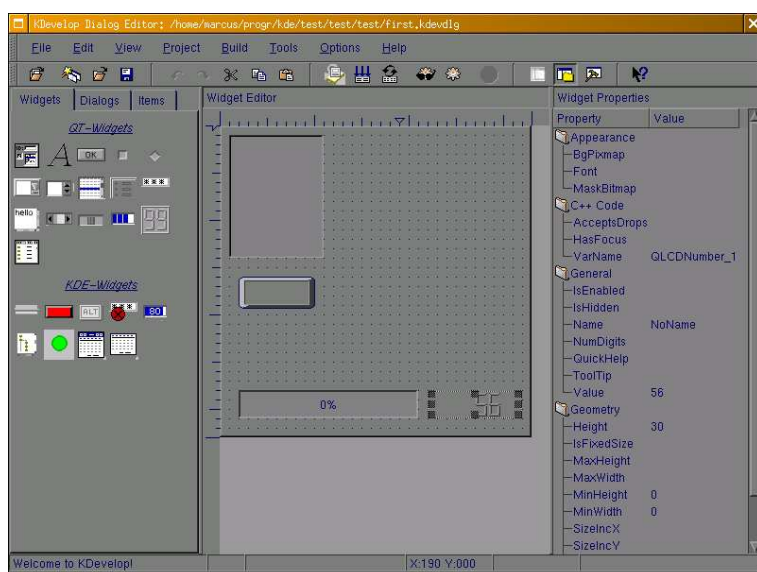 KDevelop Dialog Editor: /home/marcus/progr/kde/test/test/test/first.kdevdlg
File Edit View Project Build Tools Options Help
Widgets Dialogs Items
QT-Widgets
A
OK
hello
KDE-Widgets
ALT
80
Widget Editor
0%
56
Widget Properties
Property Value
Appearance
BgPixmap
Font
MaskBitmap
C++ Code
AcceptsDrops
HasFocus
VarName QLCDNumber_1
General
IsEnabled
IsHidden
Name NoName
NumDigits
QuickHelp
ToolTip
Value 56
Geometry
Height 30
IsFixedSize
MaxHeight
MaxWidth
MinHeight 0
MinWidth 0
SizeIncX
SizeIncY
Welcome to KDevelop! X:190 Y:000